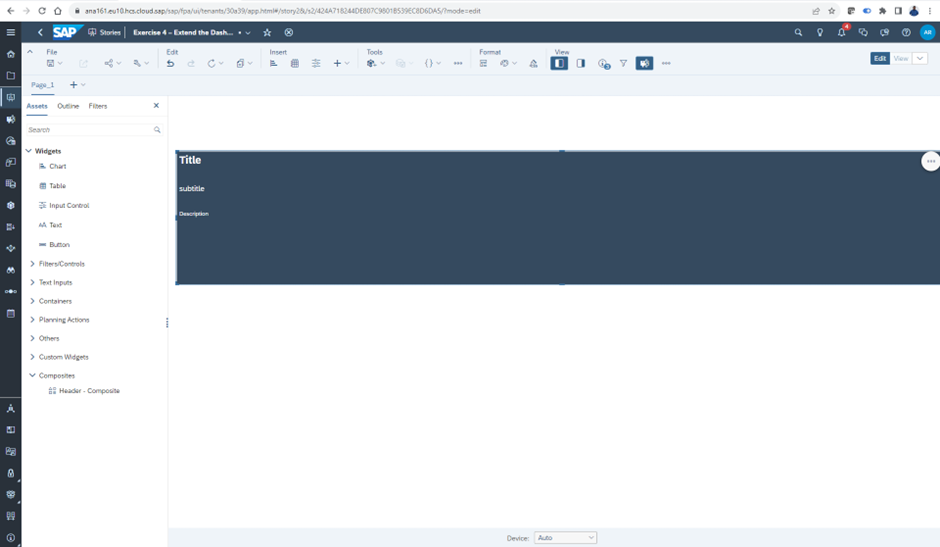 ana161.eu10.hcs.cloud.sap/sap/fpa/ui/tenants/30a39/app.html#/story2&/s2/424A718244DE807C98018539EC8D6DA5/?mode=edit
SAP Stories Exercise 4 – Extend the Dash... 4 AR
File Edit Insert Tools Format View
Edit View
Page_1
Assets Outline Filters
Search
Widgets
Chart
Table
Input Control
Text
Button
Filters/Controls
Text Inputs
Containers
Planning Actions
Others
Custom Widgets
Composites
Header - Composite
Title
subtitle
Description
Device: Auto